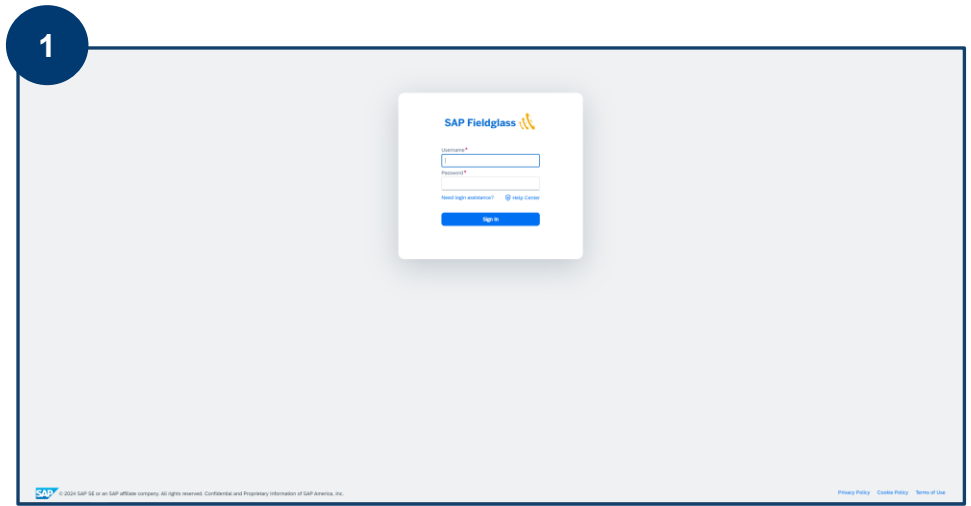 1
SAP Fieldglass
Username*
Password*
Need login assistance? Help Center
Sign in
SAP © 2024 SAP SE or an SAP affiliate company. All rights reserved. Confidential and Proprietary Information of SAP America, Inc.
Privacy Policy Cookie Policy Terms of Use